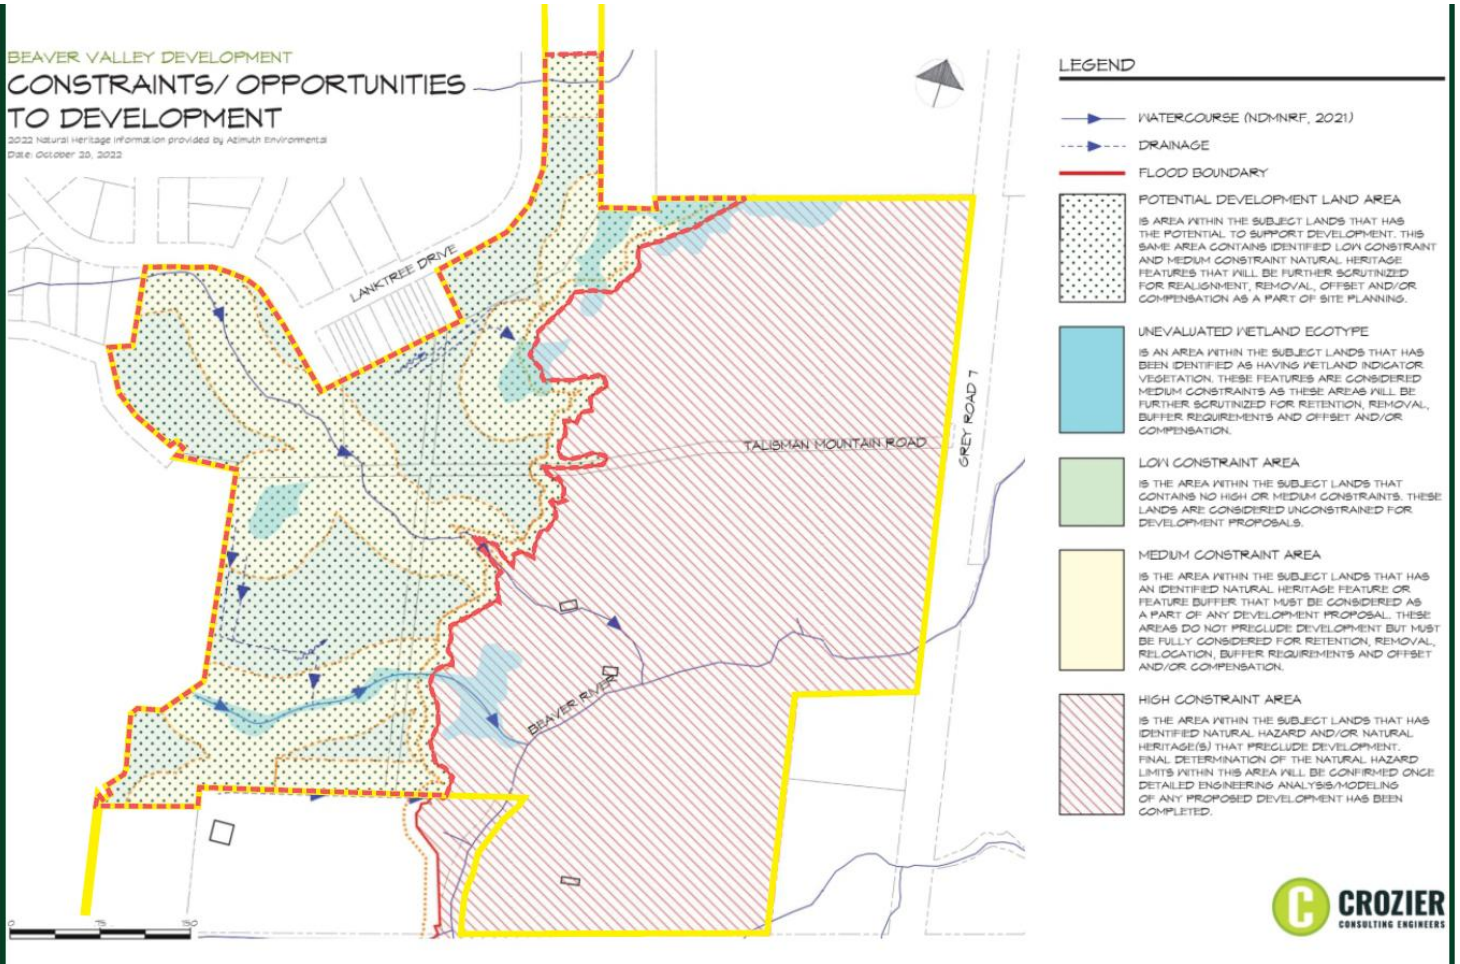 BEAVER VALLEY DEVELOPMENT
CONSTRAINTS/ OPPORTUNITIES
TO DEVELOPMENT
2022 Natural Heritage Information provided by Azimuth Environmental
Date: October 20, 2022
LANKTREE DRIVE
TALISMAN MOUNTAIN ROAD
GREY ROAD 7
BEAVER RIVER
0 75 150
LEGEND
WATERCOURSE (NDMNRF, 2021)
DRAINAGE
FLOOD BOUNDARY
POTENTIAL DEVELOPMENT LAND AREA
IS AREA WITHIN THE SUBJECT LANDS THAT HAS
THE POTENTIAL TO SUPPORT DEVELOPMENT. THIS
SAME AREA CONTAINS IDENTIFIED LOW CONSTRAINT
AND MEDIUM CONSTRAINT NATURAL HERITAGE
FEATURES THAT WILL BE FURTHER SCRUTINIZED
FOR REALIGNMENT, REMOVAL, OFFSET AND/OR
COMPENSATION AS A PART OF SITE PLANNING.
UNEVALUATED WETLAND ECOTYPE
IS AN AREA WITHIN THE SUBJECT LANDS THAT HAS
BEEN IDENTIFIED AS HAVING WETLAND INDICATOR
VEGETATION. THESE FEATURES ARE CONSIDERED
MEDIUM CONSTRAINTS AS THESE AREAS WILL BE
FURTHER SCRUTINIZED FOR RETENTION, REMOVAL,
BUFFER REQUIREMENTS AND OFFSET AND/OR
COMPENSATION.
LOW CONSTRAINT AREA
IS THE AREA WITHIN THE SUBJECT LANDS THAT
CONTAINS NO HIGH OR MEDIUM CONSTRAINTS. THESE
LANDS ARE CONSIDERED UNCONSTRAINED FOR
DEVELOPMENT PROPOSALS.
MEDIUM CONSTRAINT AREA
IS THE AREA WITHIN THE SUBJECT LANDS THAT HAS
AN IDENTIFIED NATURAL HERITAGE FEATURE OR
FEATURE BUFFER THAT MUST BE CONSIDERED AS
A PART OF ANY DEVELOPMENT PROPOSAL. THESE
AREAS DO NOT PRECLUDE DEVELOPMENT BUT MUST
BE FULLY CONSIDERED FOR RETENTION, REMOVAL,
RELOCATION, BUFFER REQUIREMENTS AND OFFSET
AND/OR COMPENSATION.
HIGH CONSTRAINT AREA
IS THE AREA WITHIN THE SUBJECT LANDS THAT HAS
IDENTIFIED NATURAL HAZARD AND/OR NATURAL
HERITAGE(S) THAT PRECLUDE DEVELOPMENT.
FINAL DETERMINATION OF THE NATURAL HAZARD
LIMITS WITHIN THIS AREA WILL BE CONFIRMED ONCE
DETAILED ENGINEERING ANALYSIS/MODELING
OF ANY PROPOSED DEVELOPMENT HAS BEEN
COMPLETED.
C CROZIER
CONSULTING ENGINEERS